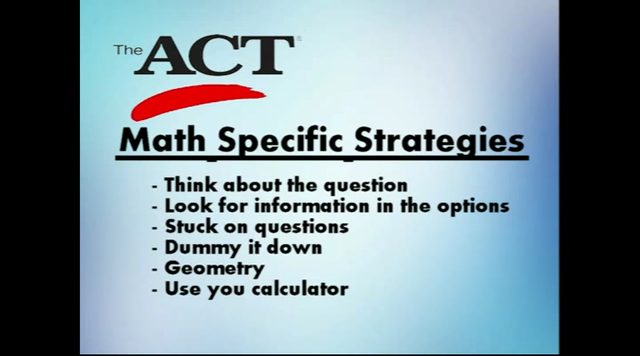 The ACT®
Math Specific Strategies
- Think about the question
- Look for information in the options
- Stuck on questions
- Dummy it down
- Geometry
- Use you calculator